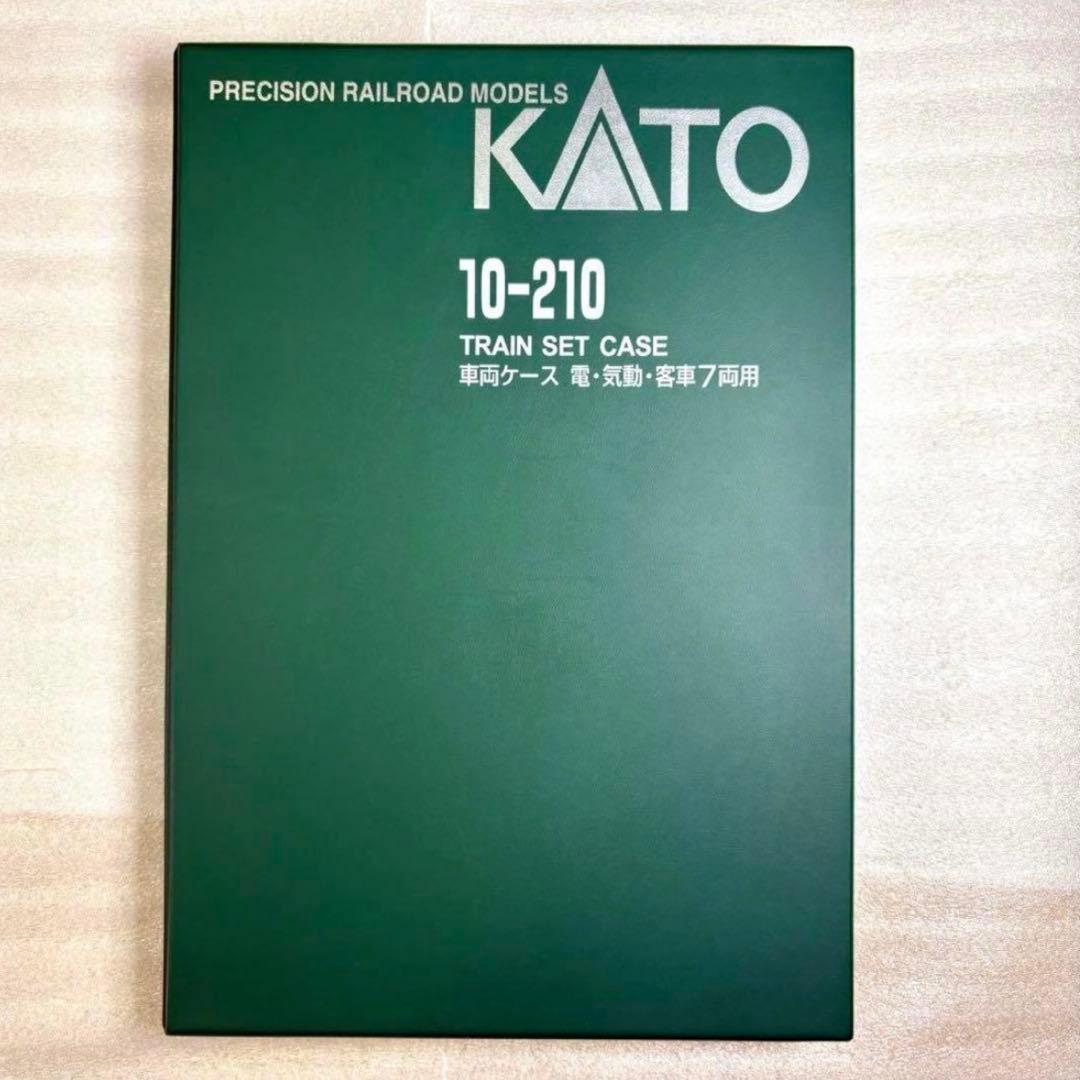 PRECISION RAILROAD MODELS
KATO
10-210
TRAIN SET CASE
車両ケース 電・気動・客車7両用